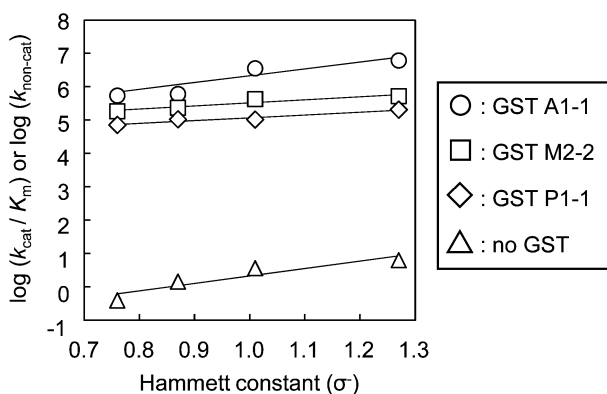 log (kcat / Km) or log (knon-cat)
8
7
6
5
4
3
2
1
0
-1
0.7 0.8 0.9 1.0 1.1 1.2 1.3
Hammett constant (σ-)
: GST A1-1
: GST M2-2
: GST P1-1
: no GST